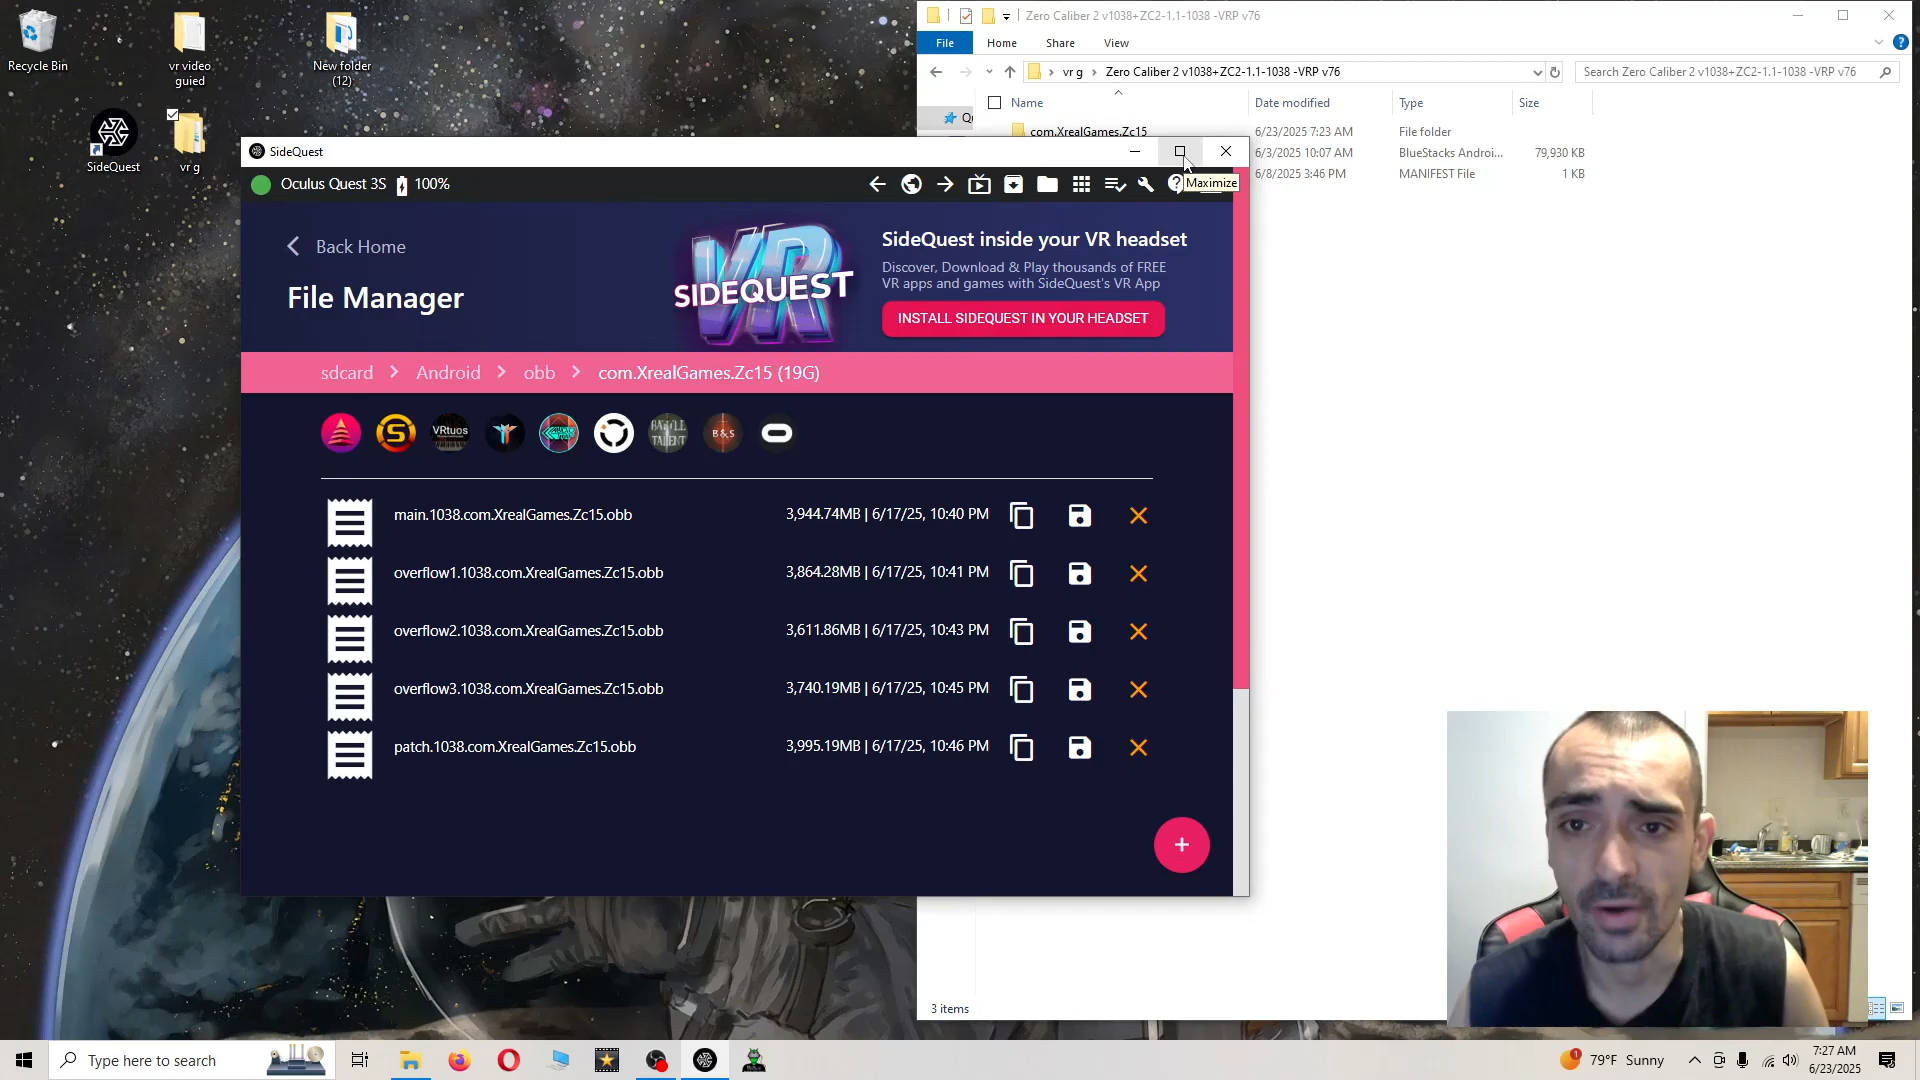 Recycle Bin
vr video
guied
New folder
(12)
SideQuest
vr g
Zero Caliber 2 v1038+ZC2-1.1-1038 -VRP v76
File
Home
Share
View
vr g
Zero Caliber 2 v1038+ZC2-1.1-1038 -VRP v76
Search Zero Caliber 2 v1038+ZC2-1.1-1038 -VRP v76
Name
Date modified
Type
Size
com.XrealGames.Zc15
6/23/2025 7:23 AM
File folder
6/3/2025 10:07 AM
BlueStacks Androi...
79,930 KB
6/8/2025 3:46 PM
MANIFEST File
1 KB
SideQuest
Maximize
Oculus Quest 3S
100%
Back Home
File Manager
VR
SIDEQUEST
SideQuest inside your VR headset
Discover, Download & Play thousands of FREE
VR apps and games with SideQuest's VR App
INSTALL SIDEQUEST IN YOUR HEADSET
sdcard
Android
obb
com.XrealGames.Zc15 (19G)
VRtuos
BATTLE
TALENT
B&S
main.1038.com.XrealGames.Zc15.obb
3,944.74MB | 6/17/25, 10:40 PM
overflow1.1038.com.XrealGames.Zc15.obb
3,864.28MB | 6/17/25, 10:41 PM
overflow2.1038.com.XrealGames.Zc15.obb
3,611.86MB | 6/17/25, 10:43 PM
overflow3.1038.com.XrealGames.Zc15.obb
3,740.19MB | 6/17/25, 10:45 PM
patch.1038.com.XrealGames.Zc15.obb
3,995.19MB | 6/17/25, 10:46 PM
3 items
Type here to search
79°F Sunny
7:27 AM
6/23/2025